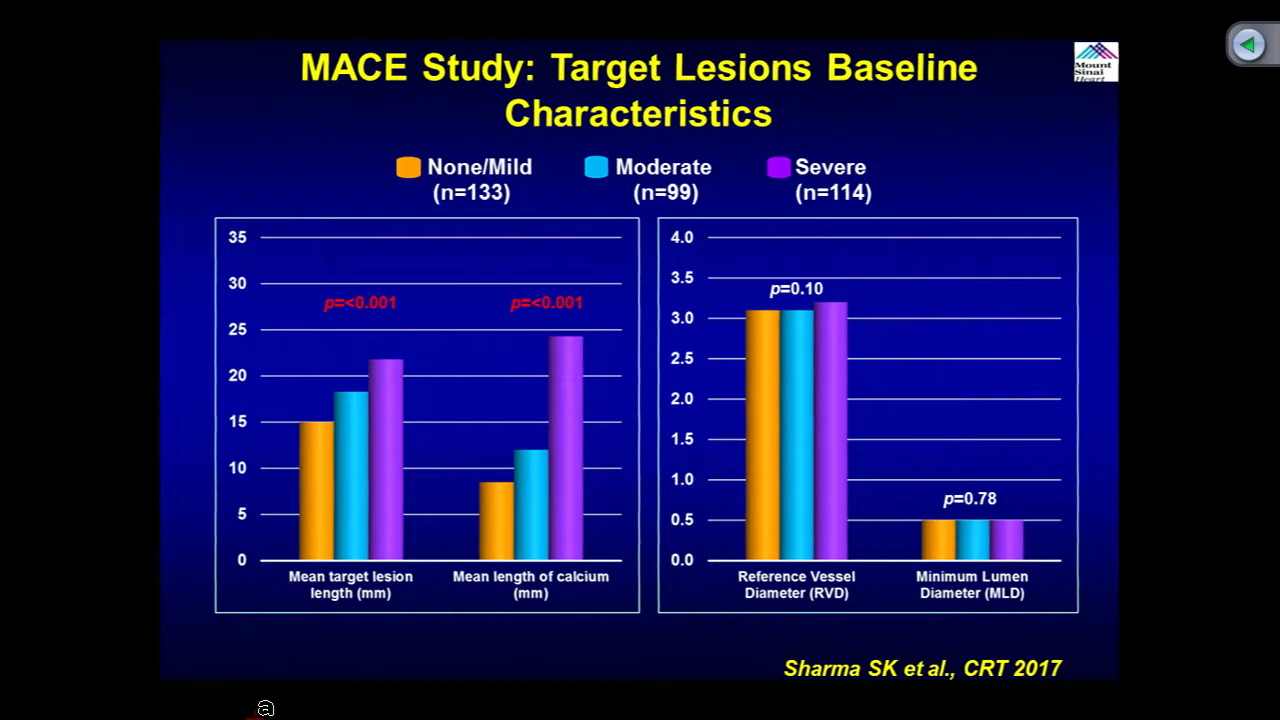 MACE Study: Target Lesions Baseline
Characteristics
Mount
Sinai
Heart
None/Mild
(n=133)
Moderate
(n=99)
Severe
(n=114)
35
30
25
20
15
10
5
0
p=<0.001
p=<0.001
Mean target lesion
length (mm)
Mean length of calcium
(mm)
4.0
3.5
3.0
2.5
2.0
1.5
1.0
0.5
0.0
p=0.10
p=0.78
Reference Vessel
Diameter (RVD)
Minimum Lumen
Diameter (MLD)
Sharma SK et al., CRT 2017
a